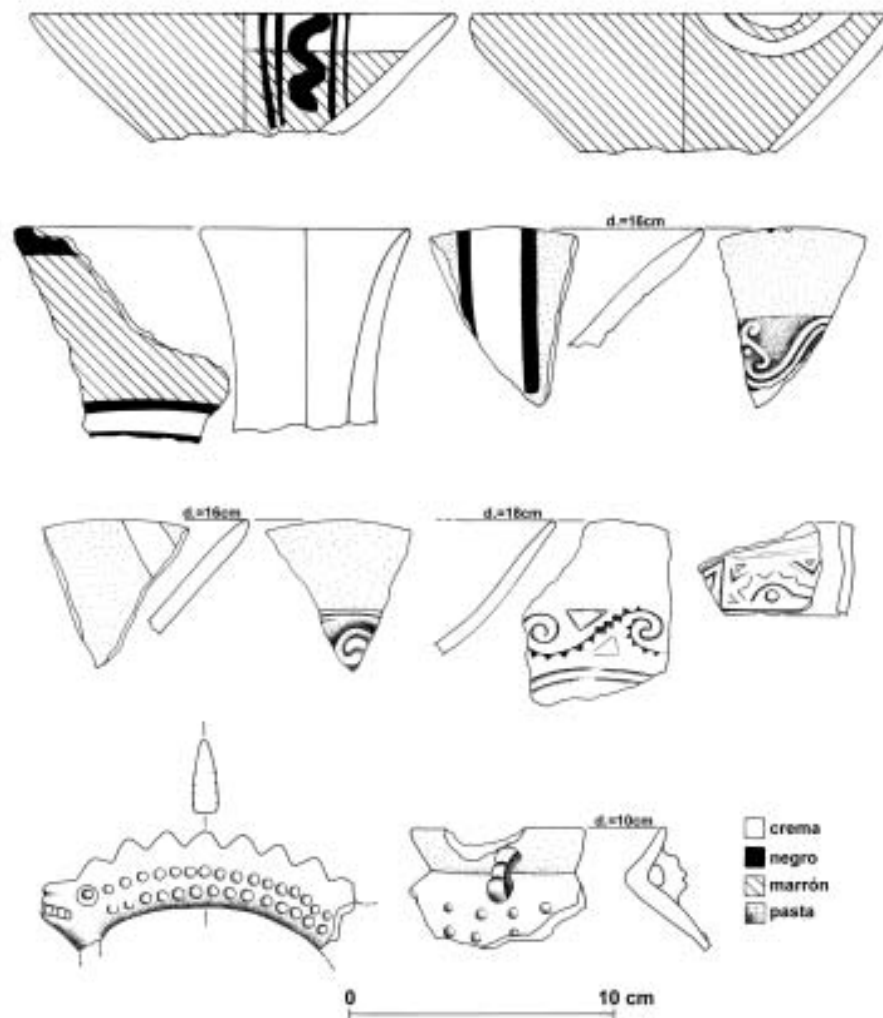 d.=16cm
d.=16cm
d.=18cm
d.=10cm
crema
negro
marrón
pasta
0 10 cm